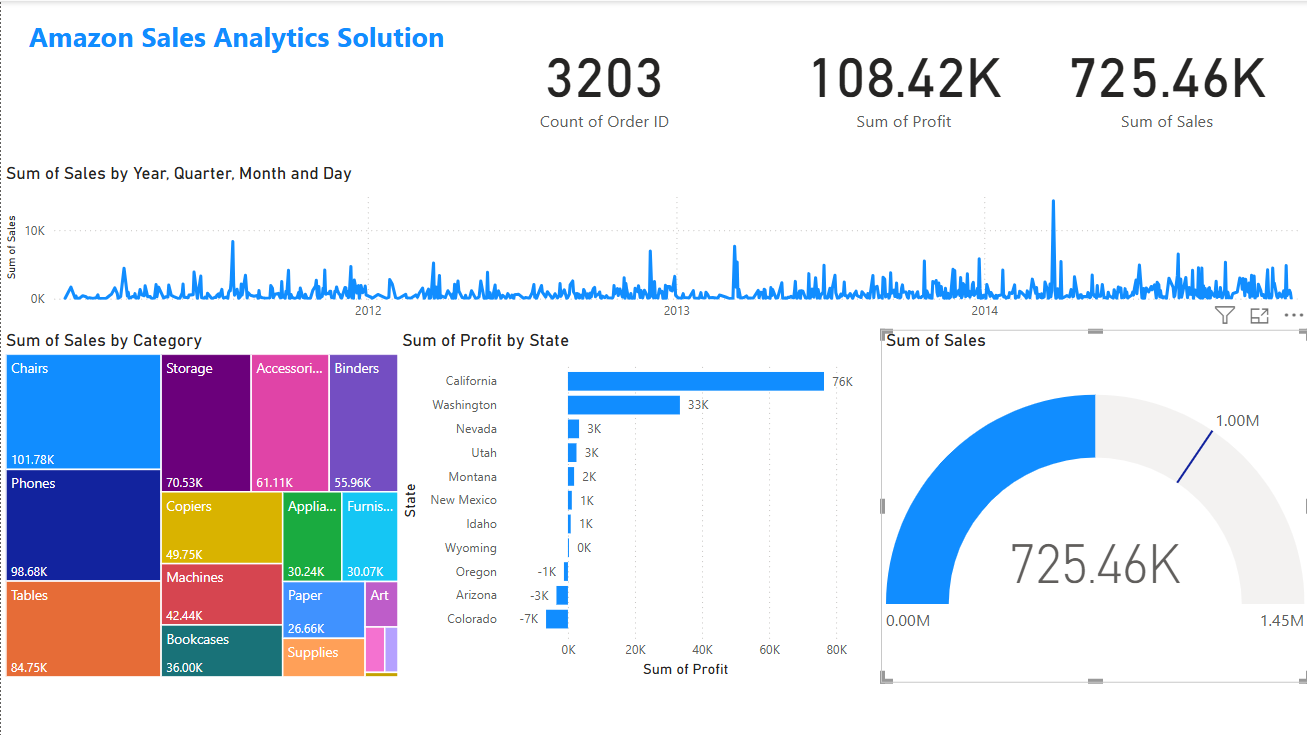 Amazon Sales Analytics Solution
3203
Count of Order ID
108.42K
Sum of Profit
725.46K
Sum of Sales
Sum of Sales by Year, Quarter, Month and Day
Sum of Sales
10K
0K
2012
2013
2014
Sum of Sales by Category
Chairs
101.78K
Phones
98.68K
Tables
84.75K
Storage
70.53K
Accessori...
61.11K
Binders
55.96K
Copiers
49.75K
Machines
42.44K
Bookcases
36.00K
Applia...
30.24K
Furnis...
30.07K
Paper
26.66K
Supplies
Art
Sum of Profit by State
State
California
76K
Washington
33K
Nevada
3K
Utah
3K
Montana
2K
New Mexico
1K
Idaho
1K
Wyoming
0K
Oregon
-1K
Arizona
-3K
Colorado
-7K
0K
20K
40K
60K
80K
Sum of Profit
Sum of Sales
1.00M
725.46K
0.00M
1.45M